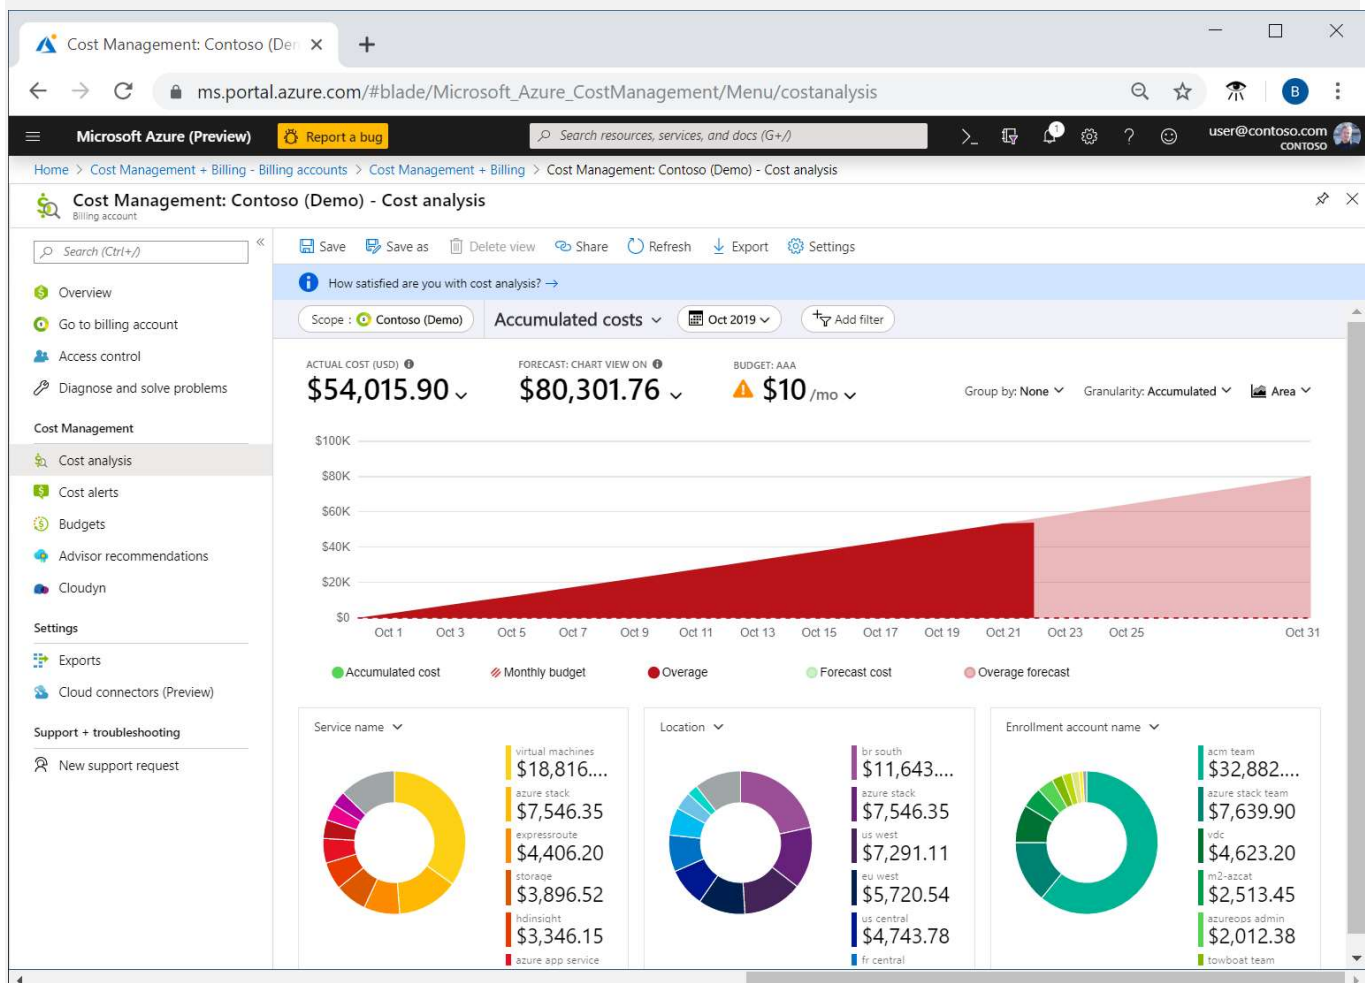 Cost Management: Contoso (Den
ms.portal.azure.com/#blade/Microsoft_Azure_CostManagement/Menu/costanalysis
B
Microsoft Azure (Preview)
Report a bug
Search resources, services, and docs (G+/)
1
user@contoso.com
CONTOSO
Home > Cost Management + Billing - Billing accounts > Cost Management + Billing > Cost Management: Contoso (Demo) - Cost analysis
Cost Management: Contoso (Demo) - Cost analysis
Billing account
Search (Ctrl+/)
Overview
Go to billing account
Access control
Diagnose and solve problems
Cost Management
Cost analysis
Cost alerts
Budgets
Advisor recommendations
Cloudyn
Settings
Exports
Cloud connectors (Preview)
Support + troubleshooting
New support request
Save
Save as
Delete view
Share
Refresh
Export
Settings
How satisfied are you with cost analysis? →
Scope : Contoso (Demo)
Accumulated costs
Oct 2019
Add filter
ACTUAL COST (USD)
$54,015.90
FORECAST: CHART VIEW ON
$80,301.76
BUDGET: AAA
$10 /mo
Group by: None
Granularity: Accumulated
Area
$100K
$80K
$60K
$40K
$20K
$0
Oct 1
Oct 3
Oct 5
Oct 7
Oct 9
Oct 11
Oct 13
Oct 15
Oct 17
Oct 19
Oct 21
Oct 23
Oct 25
Oct 31
Accumulated cost
Monthly budget
Overage
Forecast cost
Overage forecast
Service name
virtual machines
$18,816....
azure stack
$7,546.35
expressroute
$4,406.20
storage
$3,896.52
hdinsight
$3,346.15
azure app service
Location
br south
$11,643....
azure stack
$7,546.35
us west
$7,291.11
eu west
$5,720.54
us central
$4,743.78
fr central
Enrollment account name
acm team
$32,882....
azure stack team
$7,639.90
vdc
$4,623.20
m2-azcat
$2,513.45
azureops admin
$2,012.38
towboat team